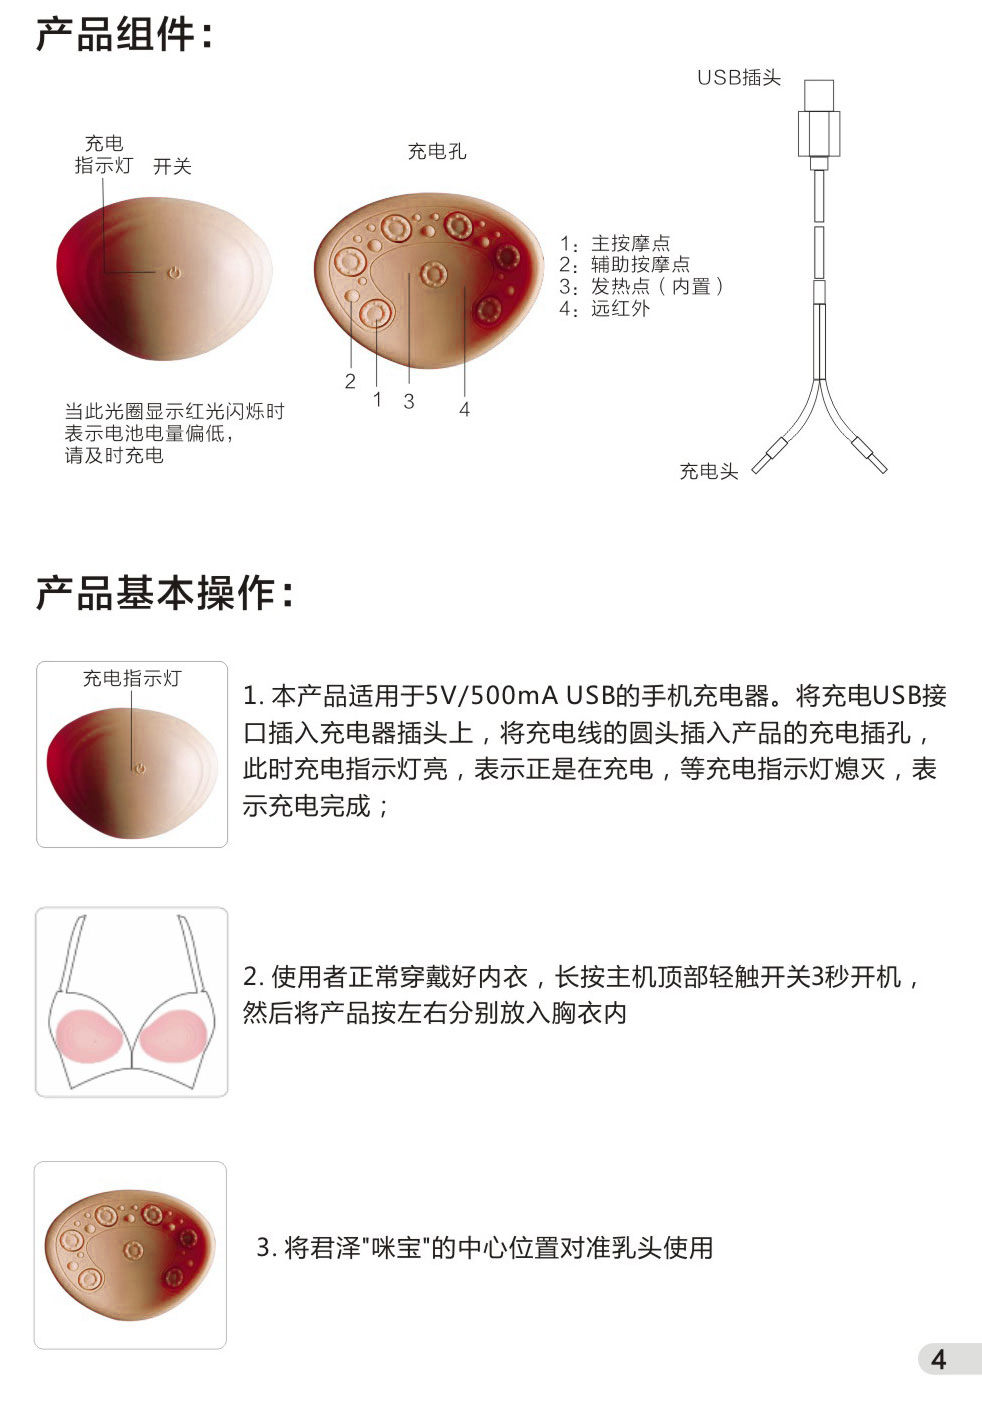 产品组件：
USB插头
充电
指示灯 开关
充电孔
1：主按摩点
2：辅助按摩点
3：发热点（内置）
4：远红外
2
1
3
4
当此光圈显示红光闪烁时
表示电池电量偏低，
请及时充电
充电头
产品基本操作：
充电指示灯
1. 本产品适用于5V/500mA USB的手机充电器。将充电USB接
口插入充电器插头上，将充电线的圆头插入产品的充电插孔，
此时充电指示灯亮，表示正是在充电，等充电指示灯熄灭，表
示充电完成；
2. 使用者正常穿戴好内衣，长按主机顶部轻触开关3秒开机，
然后将产品按左右分别放入胸衣内
3. 将君泽"咪宝"的中心位置对准乳头使用
4